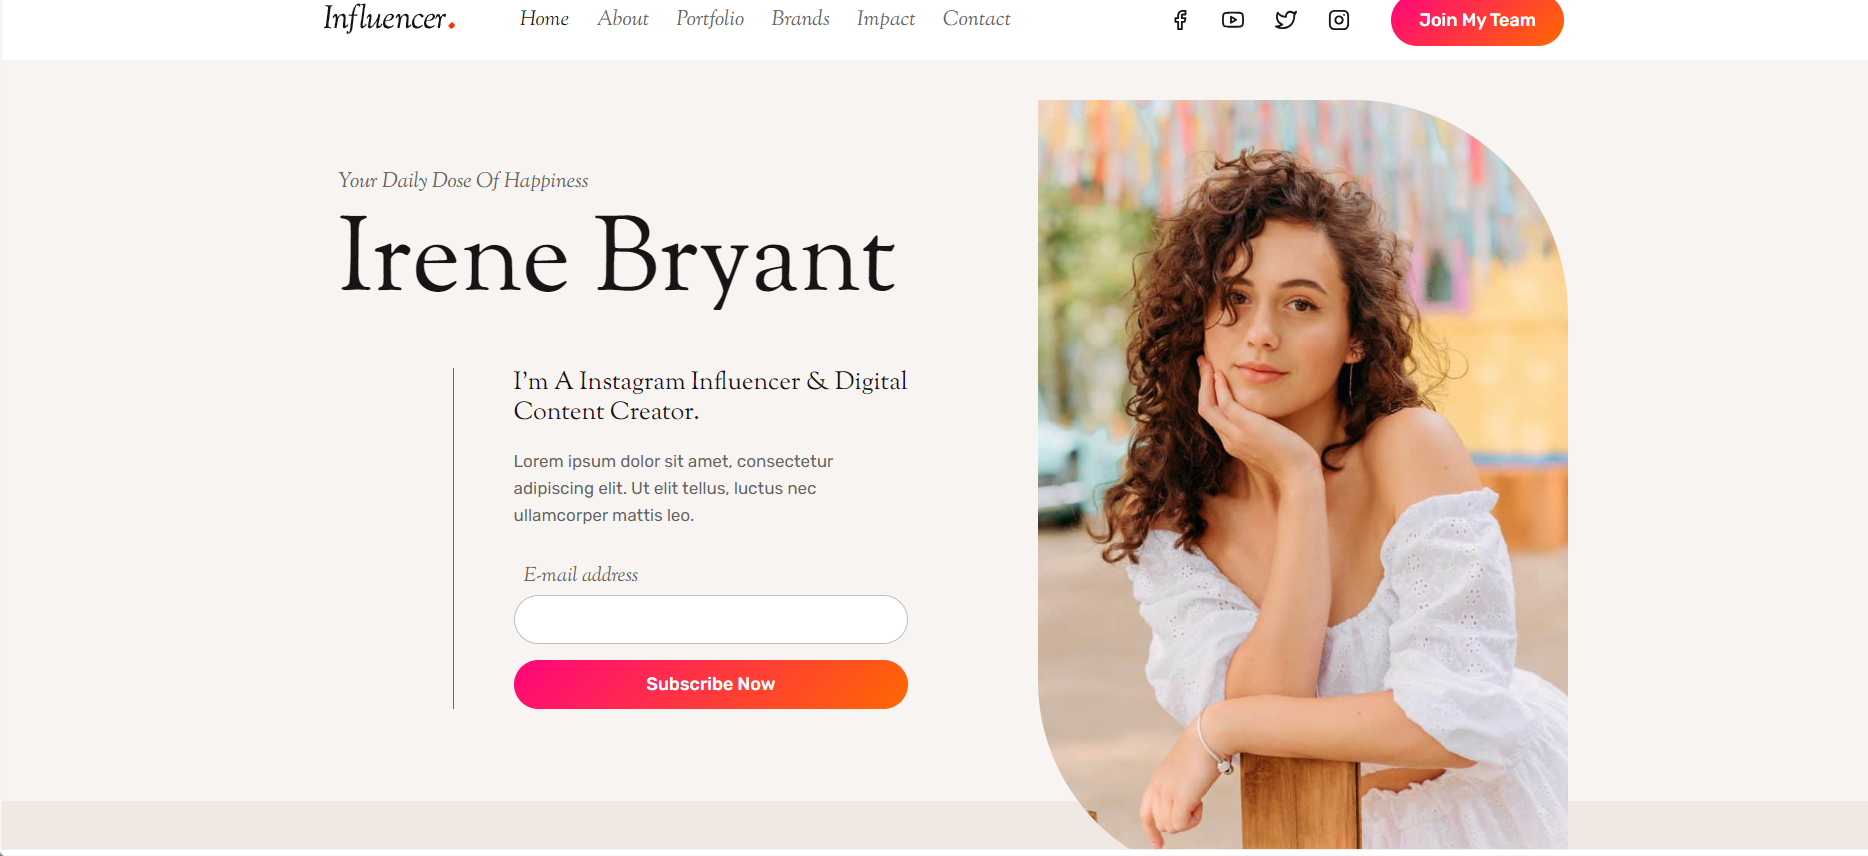 Influencer.
Home About Portfolio Brands Impact Contact
Join My Team
Your Daily Dose Of Happiness
Irene Bryant
I’m A Instagram Influencer & Digital
Content Creator.
Lorem ipsum dolor sit amet, consectetur
adipiscing elit. Ut elit tellus, luctus nec
ullamcorper mattis leo.
E-mail address
Subscribe Now